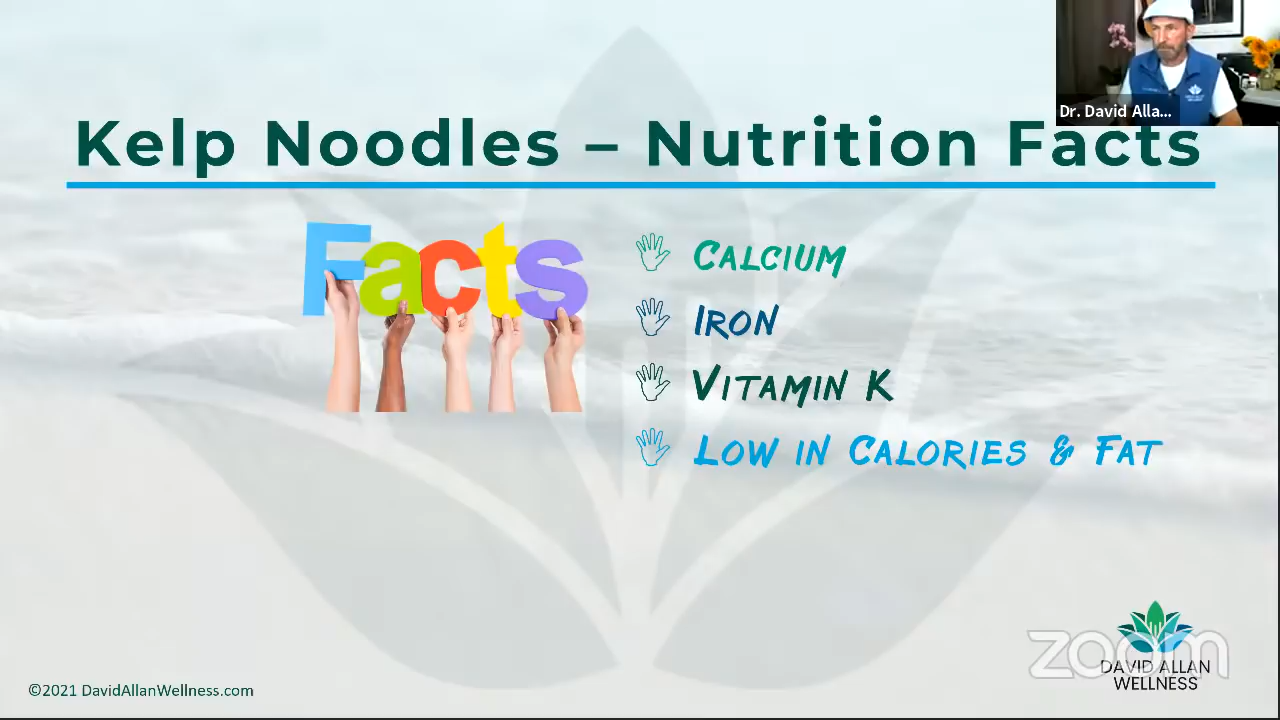 Dr. David Alla...
Kelp Noodles – Nutrition Facts
Facts
CALCIUM
IRON
VITAMIN K
LOW IN CALORIES & FAT
zoom
DAVID ALLAN
WELLNESS
©2021 DavidAllanWellness.com